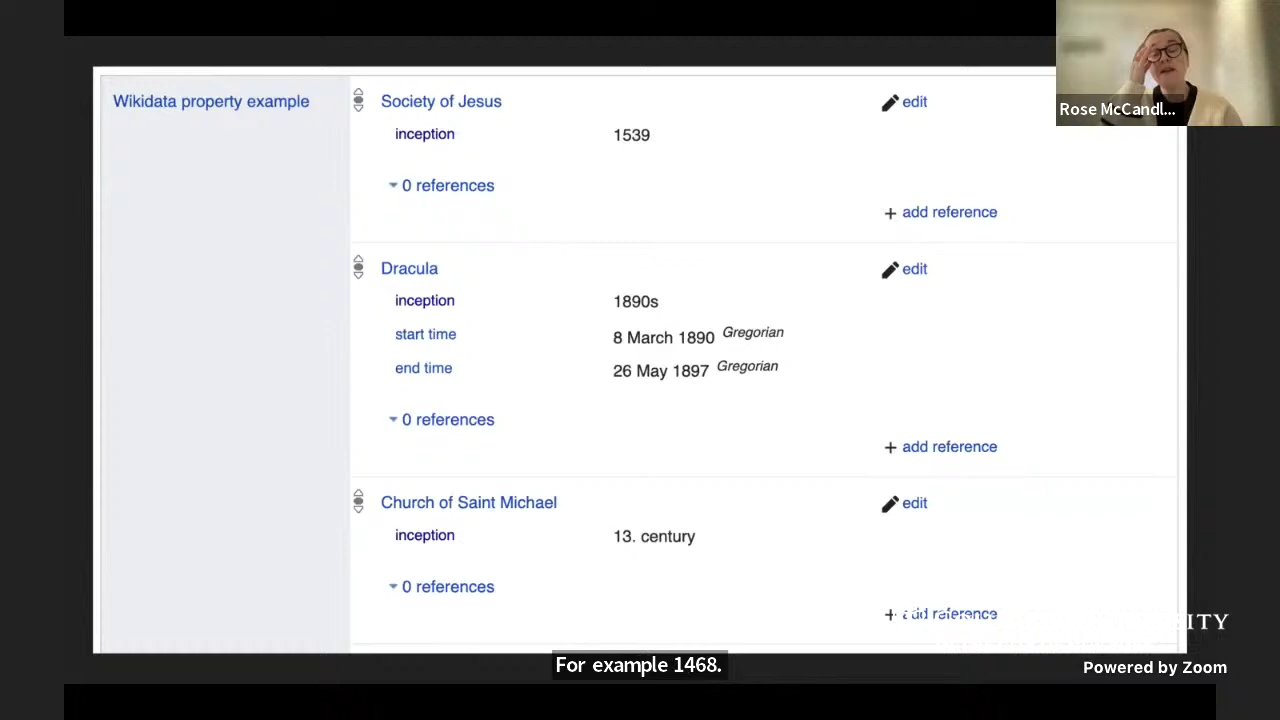 Wikidata property example
Society of Jesus
edit
inception
1539
0 references
+ add reference
Dracula
edit
inception
1890s
start time
8 March 1890 Gregorian
end time
26 May 1897 Gregorian
0 references
+ add reference
Church of Saint Michael
edit
inception
13. century
0 references
+ add reference
Rose McCandl...
For example 1468.
Powered by Zoom